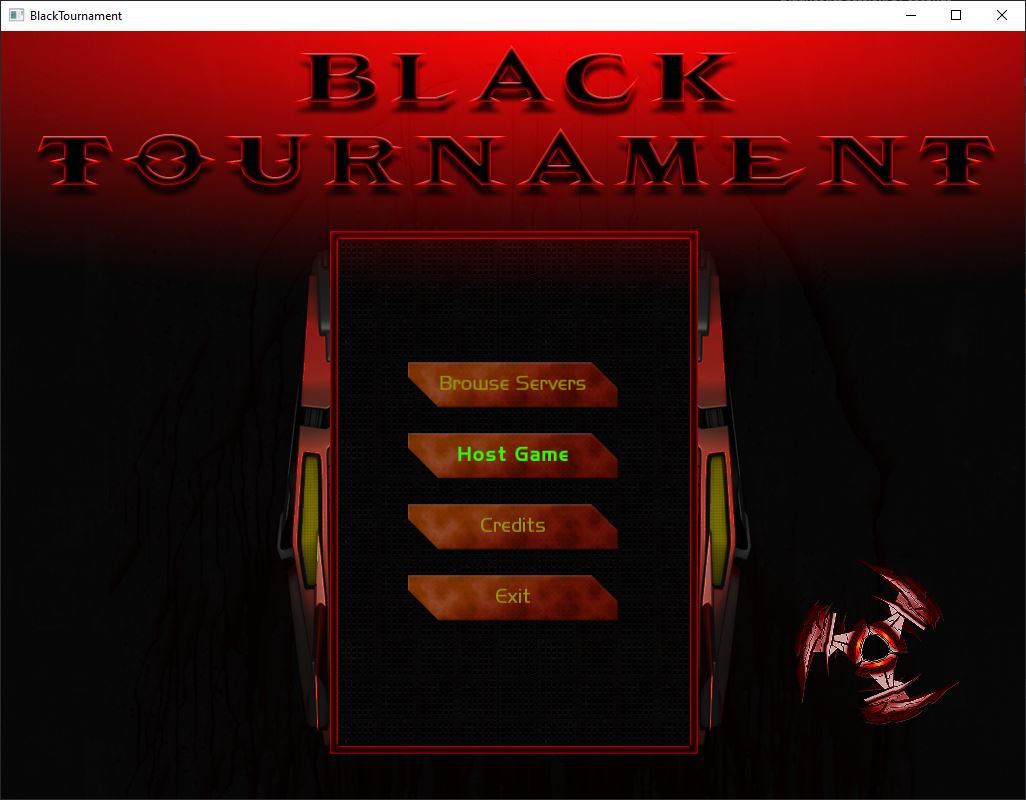 BlackTournament
BLACK
TOURNAMENT
Browse Servers
Host Game
Credits
Exit